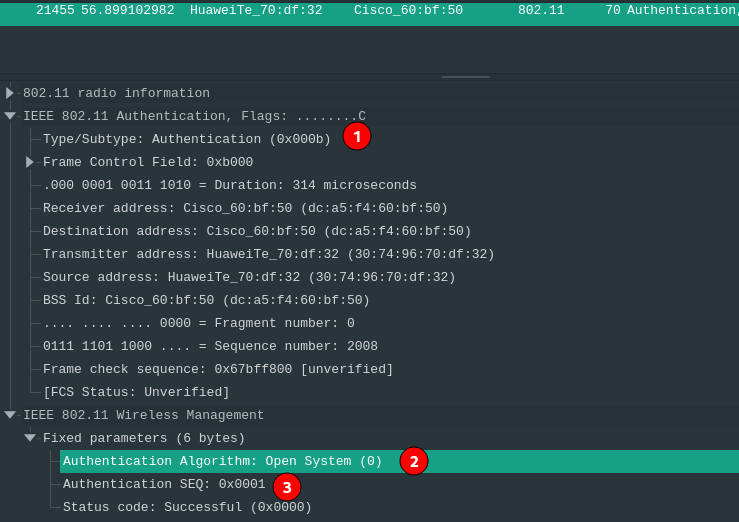 21455 56.899102982 HuaweiTe_70:df:32 Cisco_60:bf:50 802.11 70 Authentication,
802.11 radio information
IEEE 802.11 Authentication, Flags: ........C
Type/Subtype: Authentication (0x000b) 1
Frame Control Field: 0xb000
.000 0001 0011 1010 = Duration: 314 microseconds
Receiver address: Cisco_60:bf:50 (dc:a5:f4:60:bf:50)
Destination address: Cisco_60:bf:50 (dc:a5:f4:60:bf:50)
Transmitter address: HuaweiTe_70:df:32 (30:74:96:70:df:32)
Source address: HuaweiTe_70:df:32 (30:74:96:70:df:32)
BSS Id: Cisco_60:bf:50 (dc:a5:f4:60:bf:50)
.... .... .... 0000 = Fragment number: 0
0111 1101 1000 .... = Sequence number: 2008
Frame check sequence: 0x67bff800 [unverified]
[FCS Status: Unverified]
IEEE 802.11 Wireless Management
Fixed parameters (6 bytes)
Authentication Algorithm: Open System (0) 2
Authentication SEQ: 0x0001 3
Status code: Successful (0x0000)